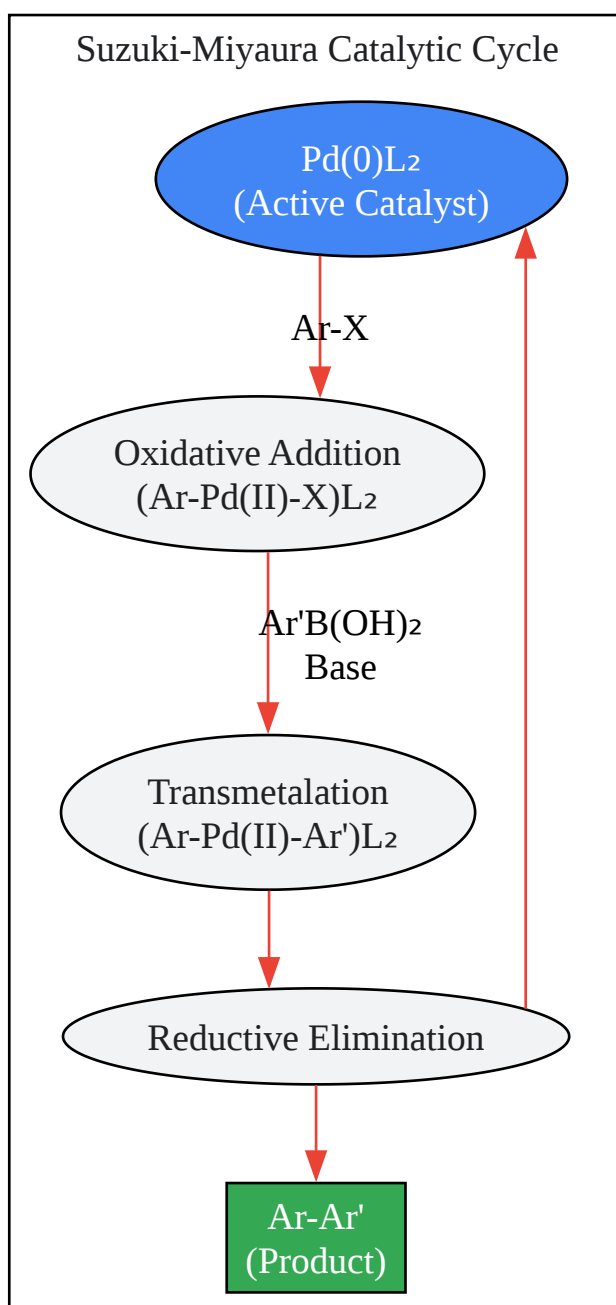 Suzuki-Miyaura Catalytic Cycle
Pd(0)L₂
(Active Catalyst)
Ar-X
Oxidative Addition
(Ar-Pd(II)-X)L₂
Ar'B(OH)₂
Base
Transmetalation
(Ar-Pd(II)-Ar')L₂
Reductive Elimination
Ar-Ar'
(Product)